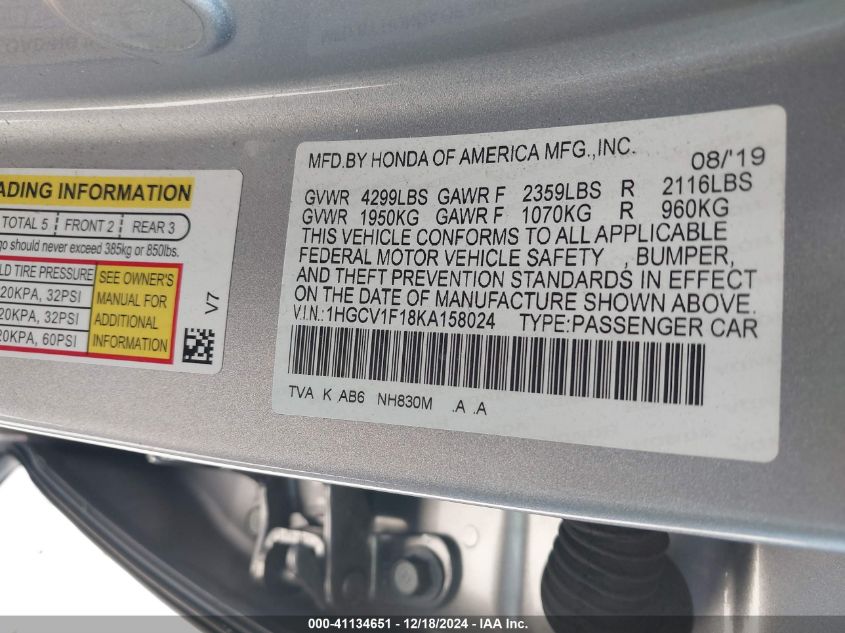 ADING INFORMATION
TOTAL 5 FRONT 2 REAR 3
go should never exceed 385kg or 850lbs.
LD TIRE PRESSURE
20KPA, 32PSI
20KPA, 32PSI
20KPA, 60PSI
SEE OWNER'S
MANUAL FOR
ADDITIONAL
INFORMATION
V7
MFD.BY HONDA OF AMERICA MFG.,INC. 08/'19
GVWR 4299LBS GAWR F 2359LBS R 2116LBS
GVWR 1950KG GAWR F 1070KG R 960KG
THIS VEHICLE CONFORMS TO ALL APPLICABLE
FEDERAL MOTOR VEHICLE SAFETY , BUMPER,
AND THEFT PREVENTION STANDARDS IN EFFECT
ON THE DATE OF MANUFACTURE SHOWN ABOVE.
V.I.N.:1HGCV1F18KA158024 TYPE:PASSENGER CAR
TVA K AB6 NH830M .A .A
000-41134651 - 12/18/2024 - IAA Inc.